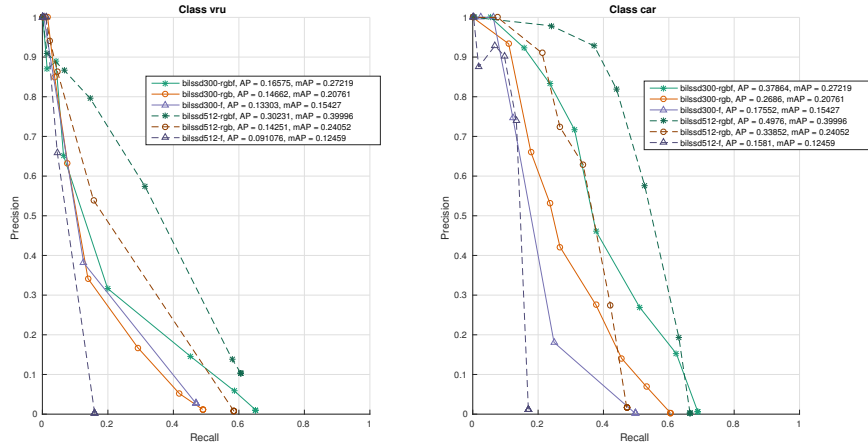 Class vru
1
0.9
0.8
0.7
0.6
0.5
0.4
0.3
0.2
0.1
0
Precision
bilssd300-rgbf, AP = 0.16575, mAP = 0.27219
bilssd300-rgb, AP = 0.14662, mAP = 0.20761
bilssd300-f, AP = 0.13303, mAP = 0.15427
bilssd512-rgbf, AP = 0.30231, mAP = 0.39996
bilssd512-rgb, AP = 0.14251, mAP = 0.24052
bilssd512-f, AP = 0.091076, mAP = 0.12459
0 0.2 0.4 0.6 0.8 1
Recall
Class car
1
0.9
0.8
0.7
0.6
0.5
0.4
0.3
0.2
0.1
0
Precision
bilssd300-rgbf, AP = 0.37864, mAP = 0.27219
bilssd300-rgb, AP = 0.2686, mAP = 0.20761
bilssd300-f, AP = 0.17552, mAP = 0.15427
bilssd512-rgbf, AP = 0.4976, mAP = 0.39996
bilssd512-rgb, AP = 0.33852, mAP = 0.24052
bilssd512-f, AP = 0.1581, mAP = 0.12459
0 0.2 0.4 0.6 0.8 1
Recall